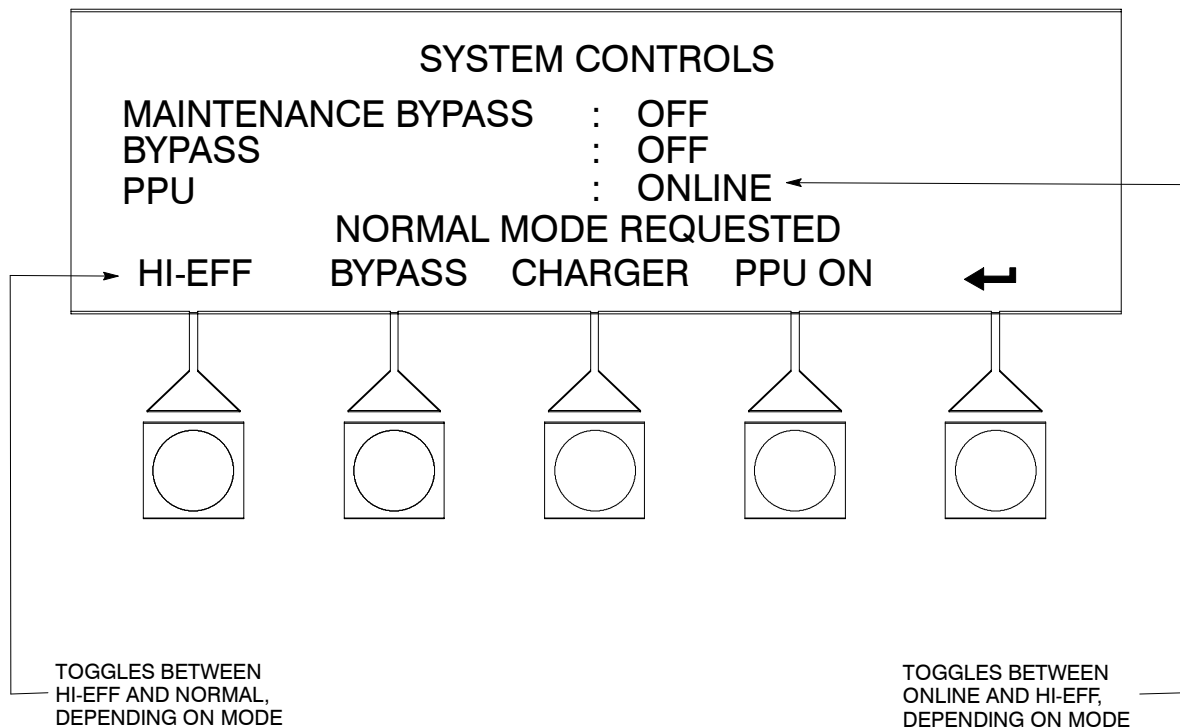 SYSTEM CONTROLS
MAINTENANCE BYPASS : OFF
BYPASS : OFF
PPU : ONLINE
NORMAL MODE REQUESTED
HI-EFF BYPASS CHARGER PPU ON
TOGGLES BETWEEN
HI-EFF AND NORMAL,
DEPENDING ON MODE
TOGGLES BETWEEN
ONLINE AND HI-EFF,
DEPENDING ON MODE